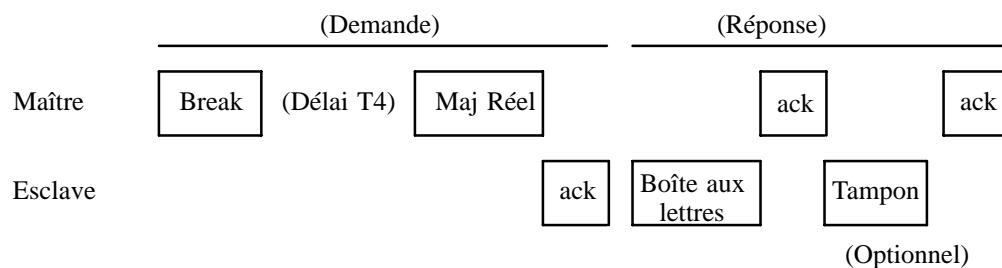 (Demande) (Réponse)
Maître Break (Délai T4) Maj Réel ack ack
Esclave ack Boîte aux Tampon
lettres
(Optionnel)